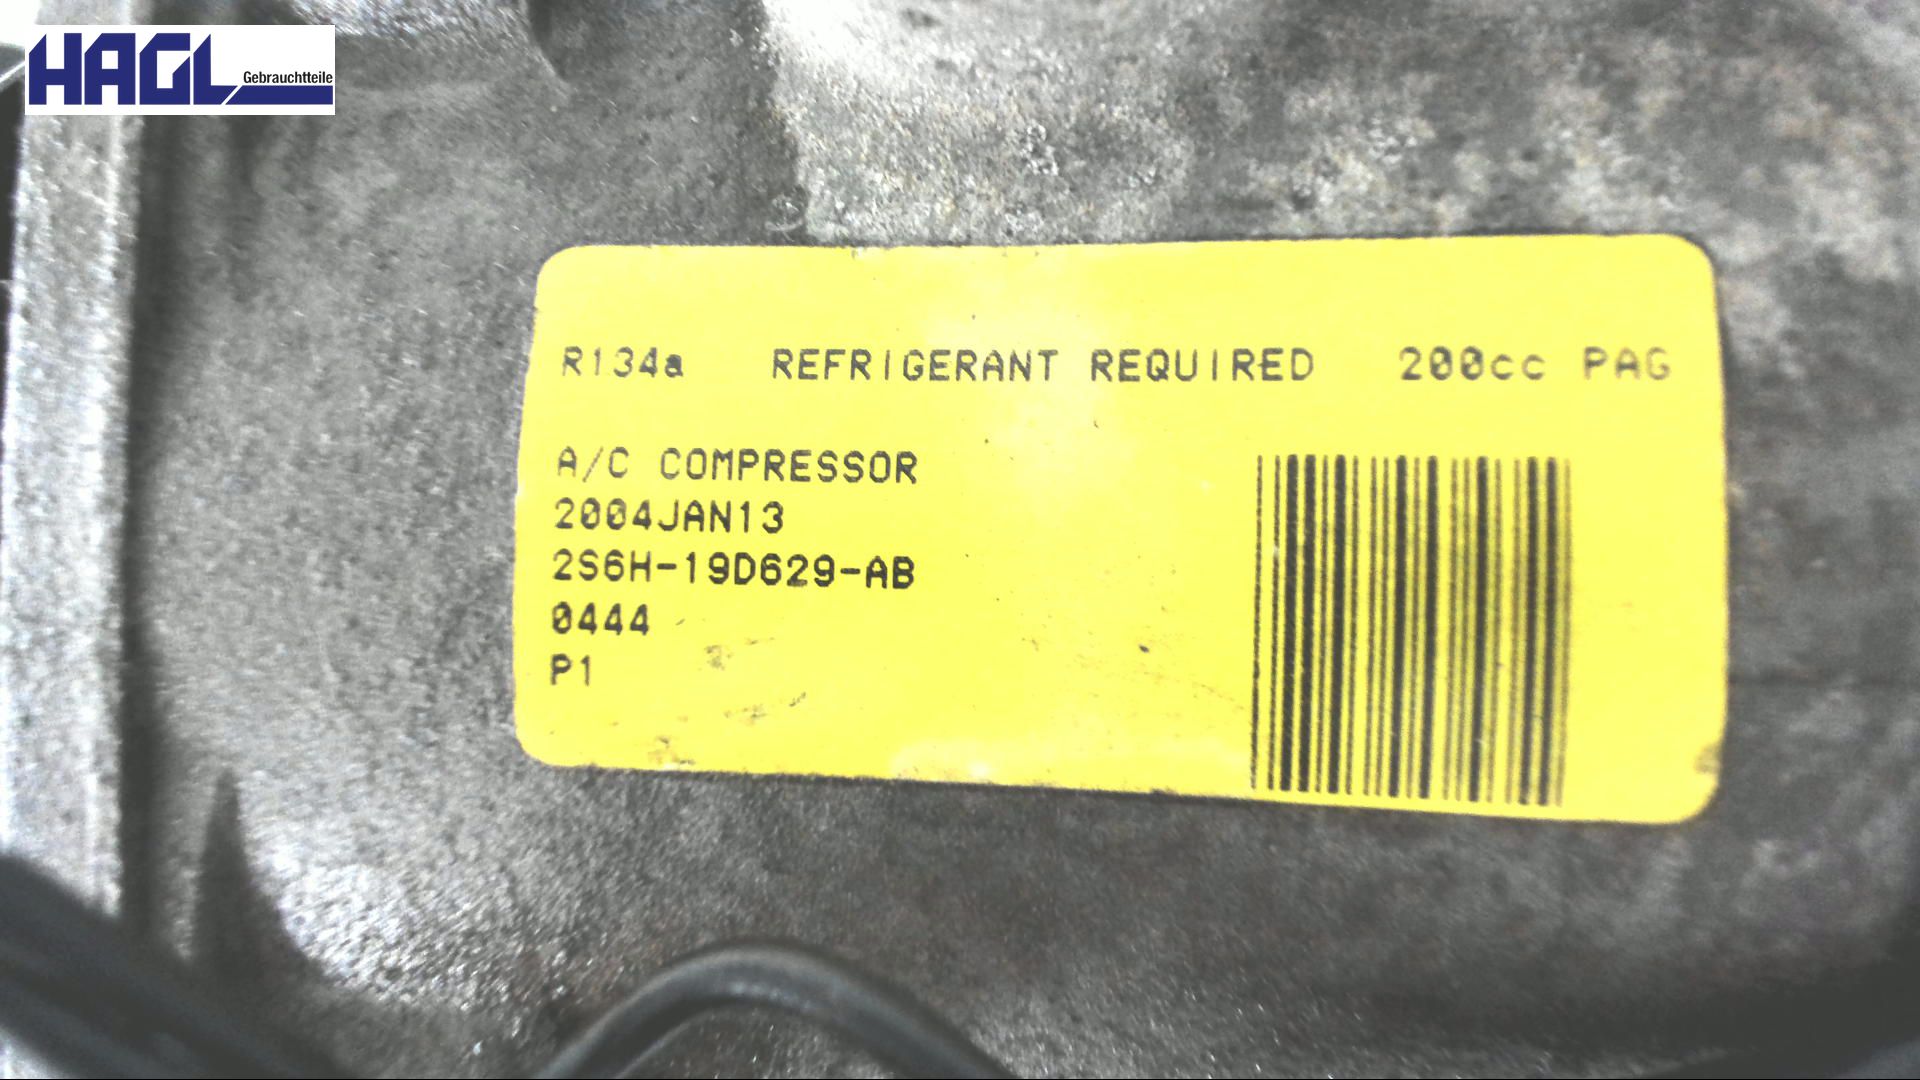 HAGL
Gebrauchtteile
R134a REFRIGERANT REQUIRED 200cc PAG
A/C COMPRESSOR
2004JAN13
2S6H-19D629-AB
0444
P1